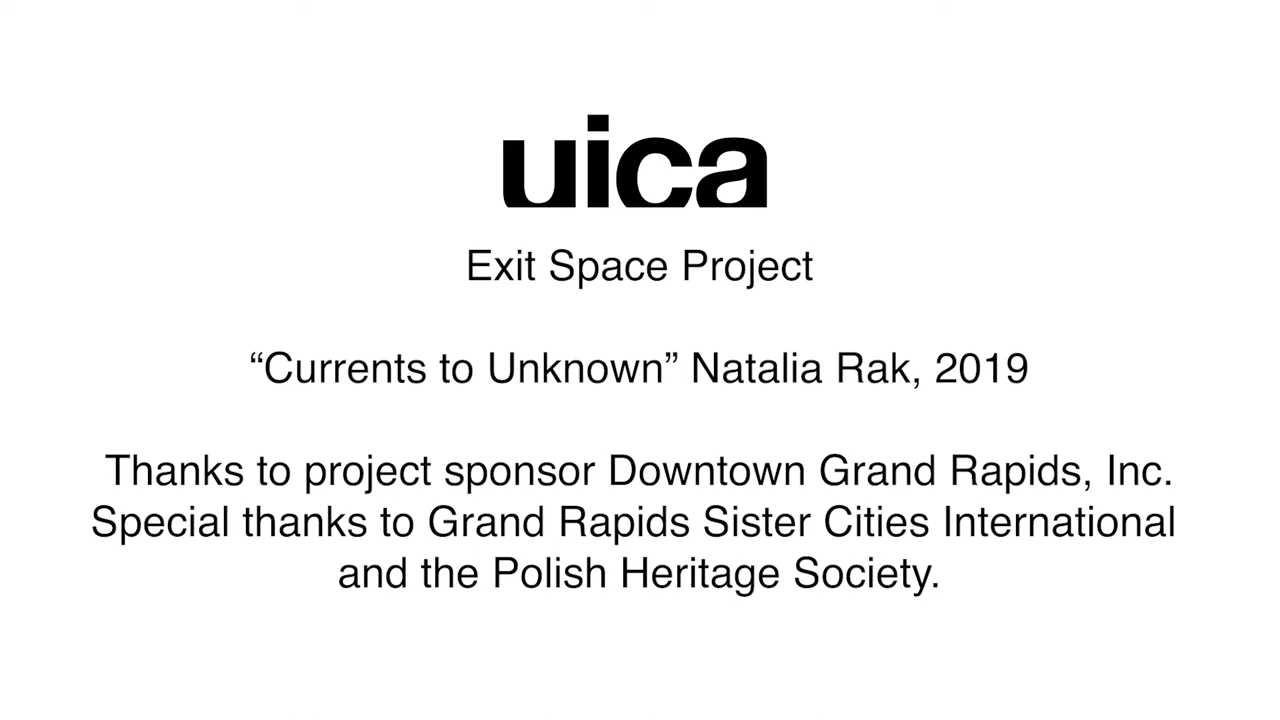 uica
Exit Space Project
“Currents to Unknown” Natalia Rak, 2019
Thanks to project sponsor Downtown Grand Rapids, Inc.
Special thanks to Grand Rapids Sister Cities International
and the Polish Heritage Society.